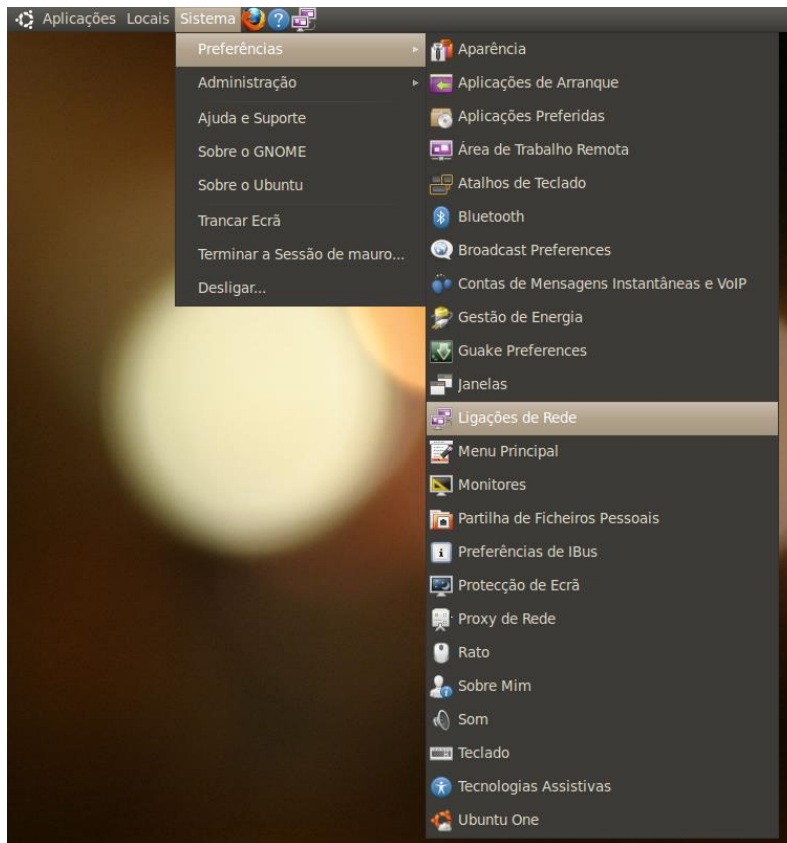 Aplicações Locais Sistema
Preferências
Administração
Ajuda e Suporte
Sobre o GNOME
Sobre o Ubuntu
Trancar Ecrã
Terminar a Sessão de mauro...
Desligar...
Aparência
Aplicações de Arranque
Aplicações Preferidas
Área de Trabalho Remota
Atalhos de Teclado
Bluetooth
Broadcast Preferences
Contas de Mensagens Instantâneas e VoIP
Gestão de Energia
Guake Preferences
Janelas
Ligações de Rede
Menu Principal
Monitores
Partilha de Ficheiros Pessoais
Preferências de IBus
Protecção de Ecrã
Proxy de Rede
Rato
Sobre Mim
Som
Teclado
Tecnologias Assistivas
Ubuntu One